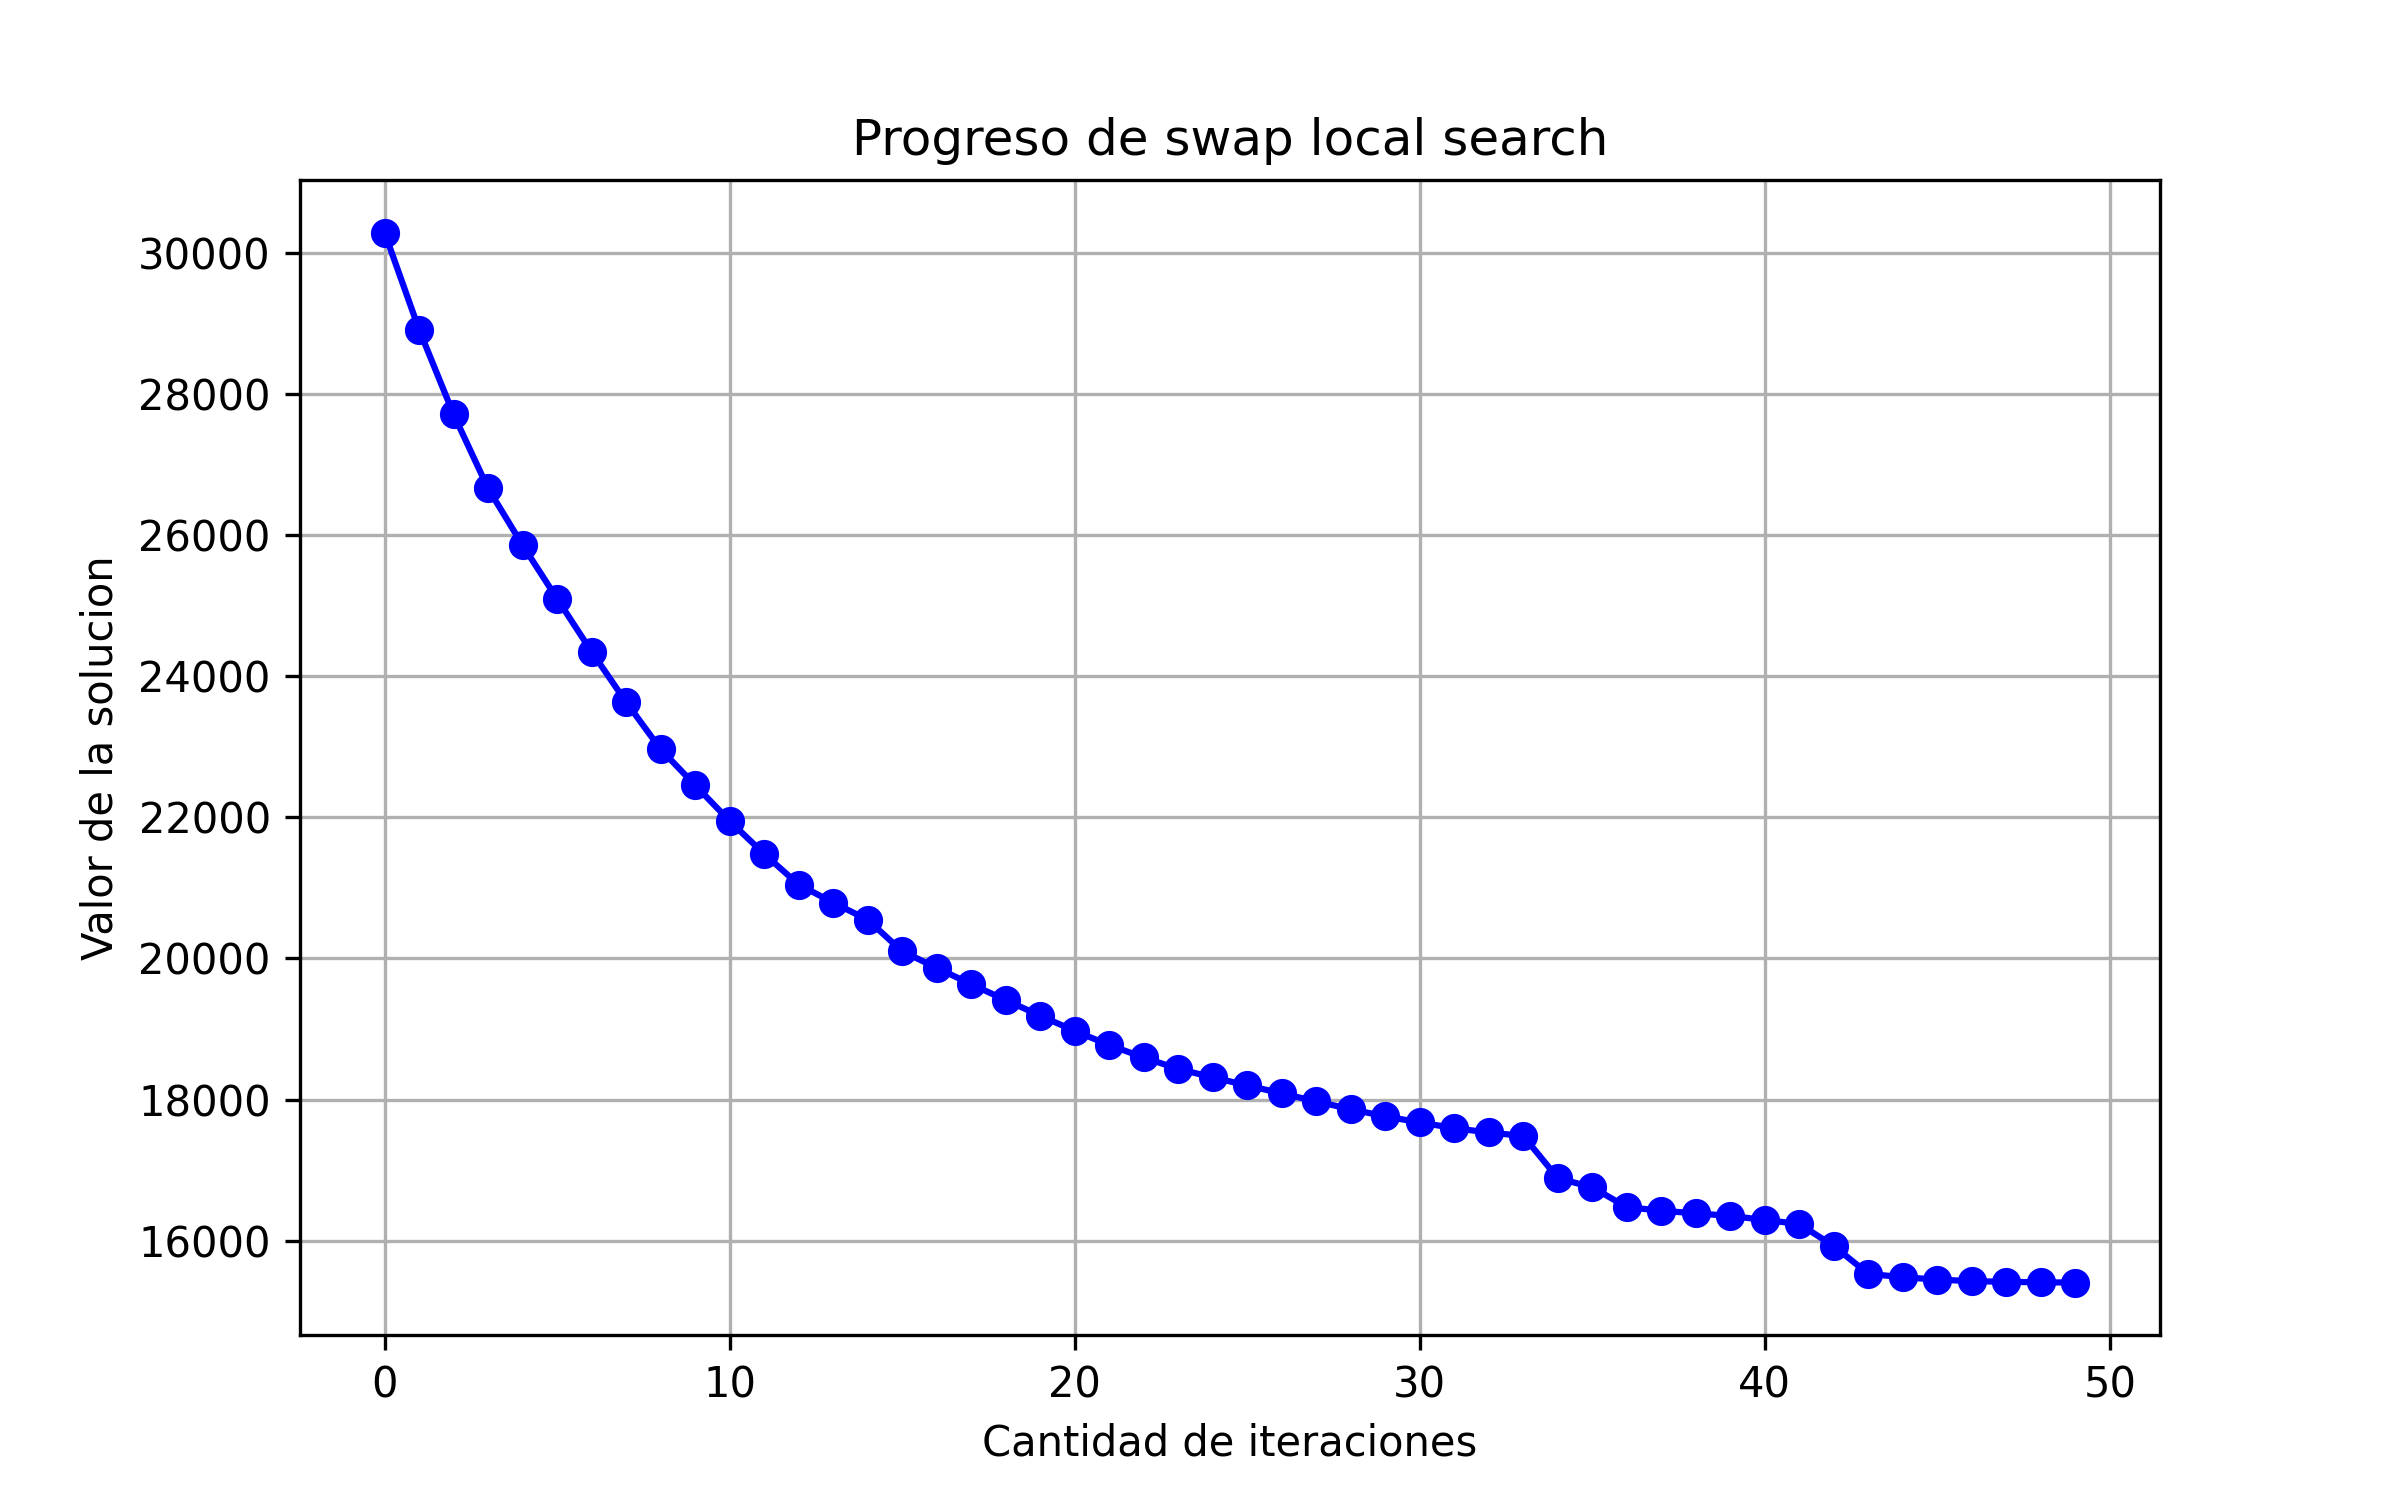 Progreso de swap local search
30000
28000
26000
24000
22000
20000
18000
16000
Valor de la solucion
0 10 20 30 40 50
Cantidad de iteraciones